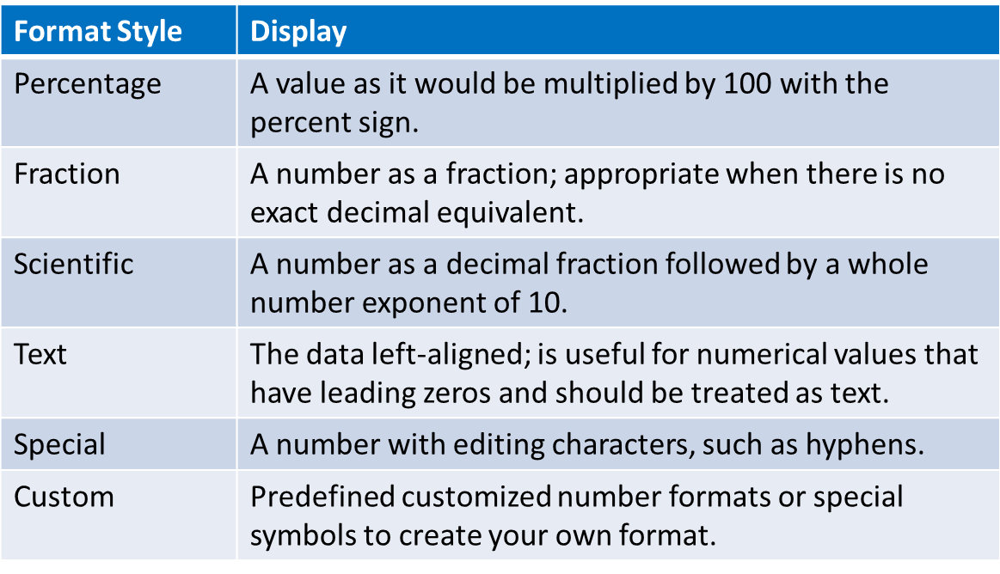 Format Style Display
Percentage A value as it would be multiplied by 100 with the
percent sign.
Fraction A number as a fraction; appropriate when there is no
exact decimal equivalent.
Scientific A number as a decimal fraction followed by a whole
number exponent of 10.
Text The data left-aligned; is useful for numerical values that
have leading zeros and should be treated as text.
Special A number with editing characters, such as hyphens.
Custom Predefined customized number formats or special
symbols to create your own format.